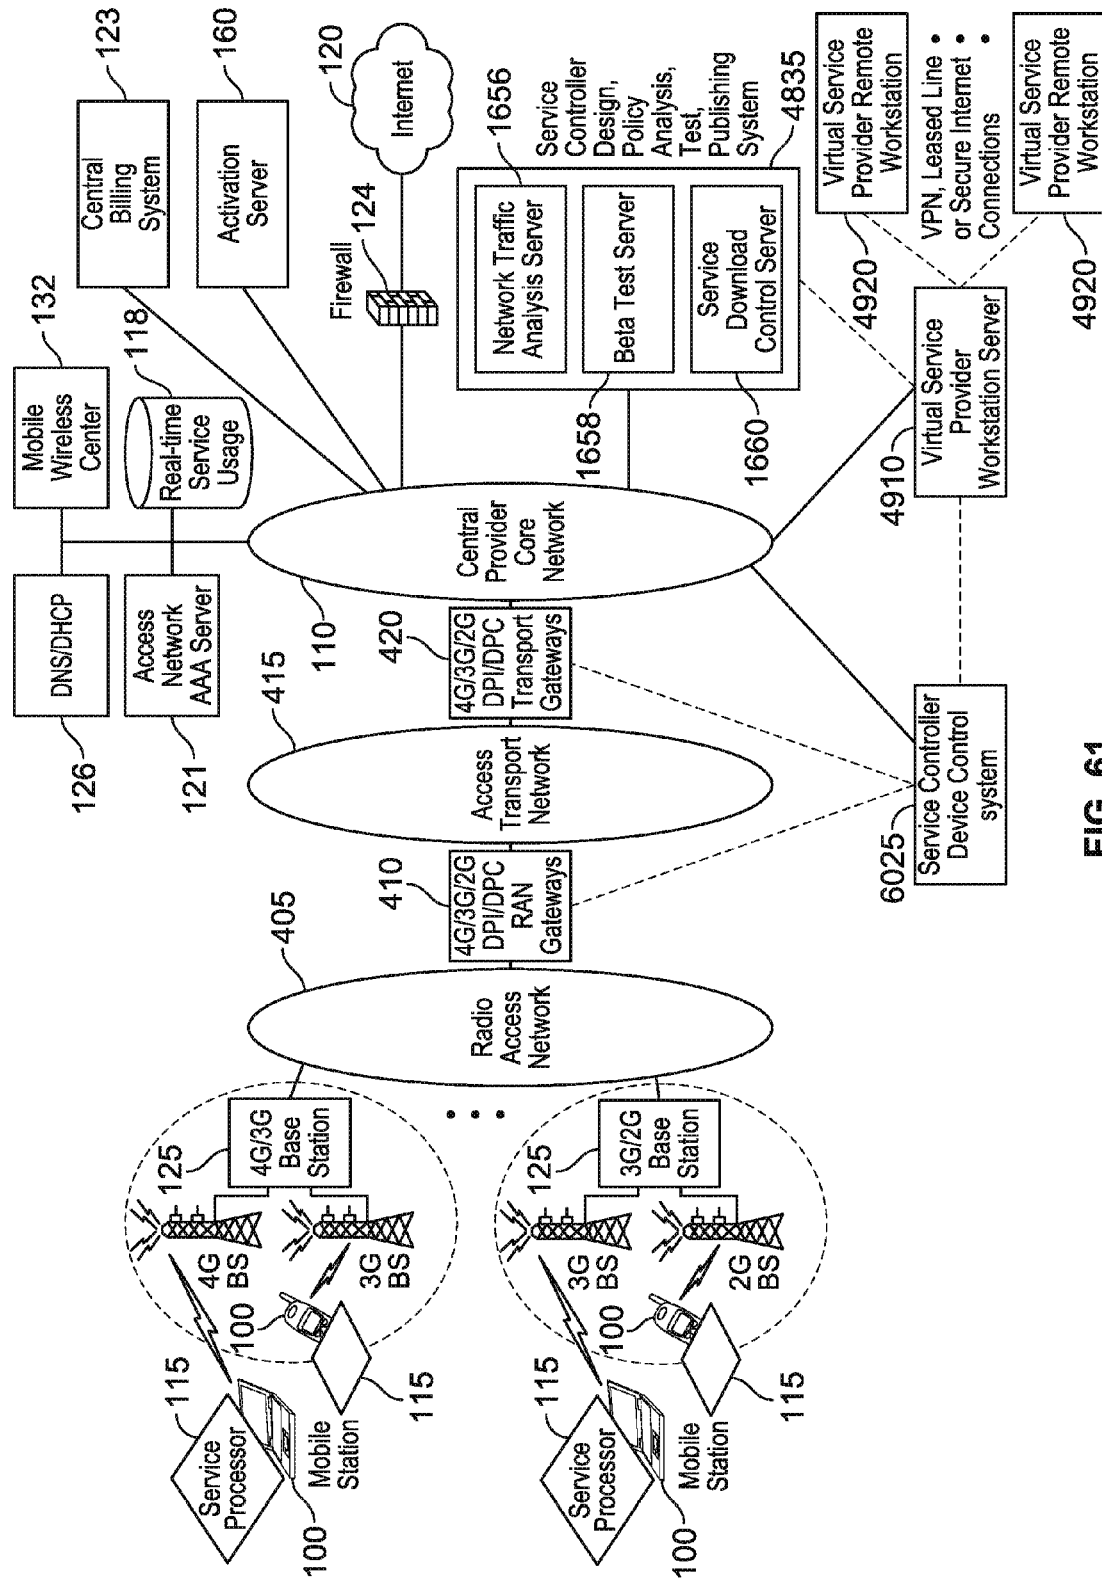 Service
Processor
115
100
Mobile
Station
115
100
4G
BS
3G
BS
125
4G/3G
Base
Station
Service
Processor
115
100
Mobile
Station
115
100
3G
BS
2G
BS
125
3G/2G
Base
Station
Radio
Access
Network
405
4G/3G/2G
DPI/DPC
RAN
Gateways
410
Access
Transport
Network
415
4G/3G/2G
DPI/DPC
Transport
Gateways
420
Central
Provider
Core
Network
110
DNS/DHCP
126
Access
Network
AAA Server
121
Mobile
Wireless
Center
132
Real-time
Service
Usage
118
Central
Billing
System
123
Activation
Server
160
Firewall
124
Internet
120
Network Traffic
Analysis Server
1656
Beta Test Server
1658
Service
Download
Control Server
1660
Service
Controller
Design,
Policy
Analysis,
Test,
Publishing
System
4835
Service Controller
Device Control
system
6025
Virtual Service
Provider
Workstation Server
4910
Virtual Service
Provider Remote
Workstation
4920
VPN, Leased Line
or Secure Internet
Connections
Virtual Service
Provider Remote
Workstation
4920
FIG. 61